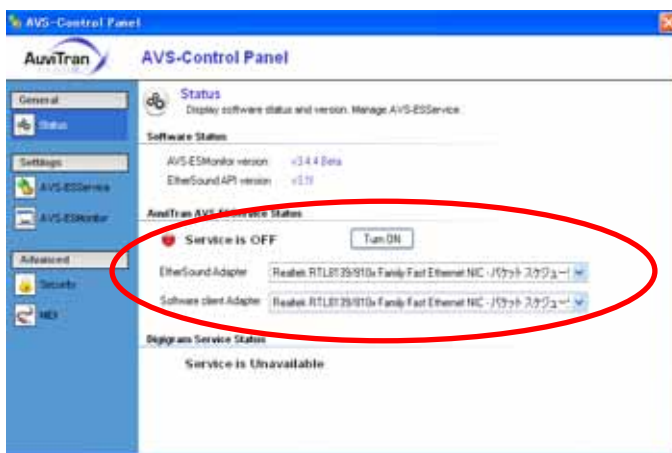 AVS-Control Panel
AuviTran
AVS-Control Panel
General
Status
Settings
AVS-ESService
AVS-ESMonitor
Advanced
Security
Status
Display software status and version. Manage AVS-ESService
Software Status
AVS-ESMonitor version v3.4.4 Beta
EtherSound API version
AuviTran AVS-ESService Status
Service is OFF
Turn ON
EtherSound Adapter Realtek RTL8139/810x Family Fast Ethernet NIC - パケット スケジュー
Software client Adapter Realtek RTL8139/810x Family Fast Ethernet NIC - パケット スケジュー
Digigram Service Status
Service is Unavailable